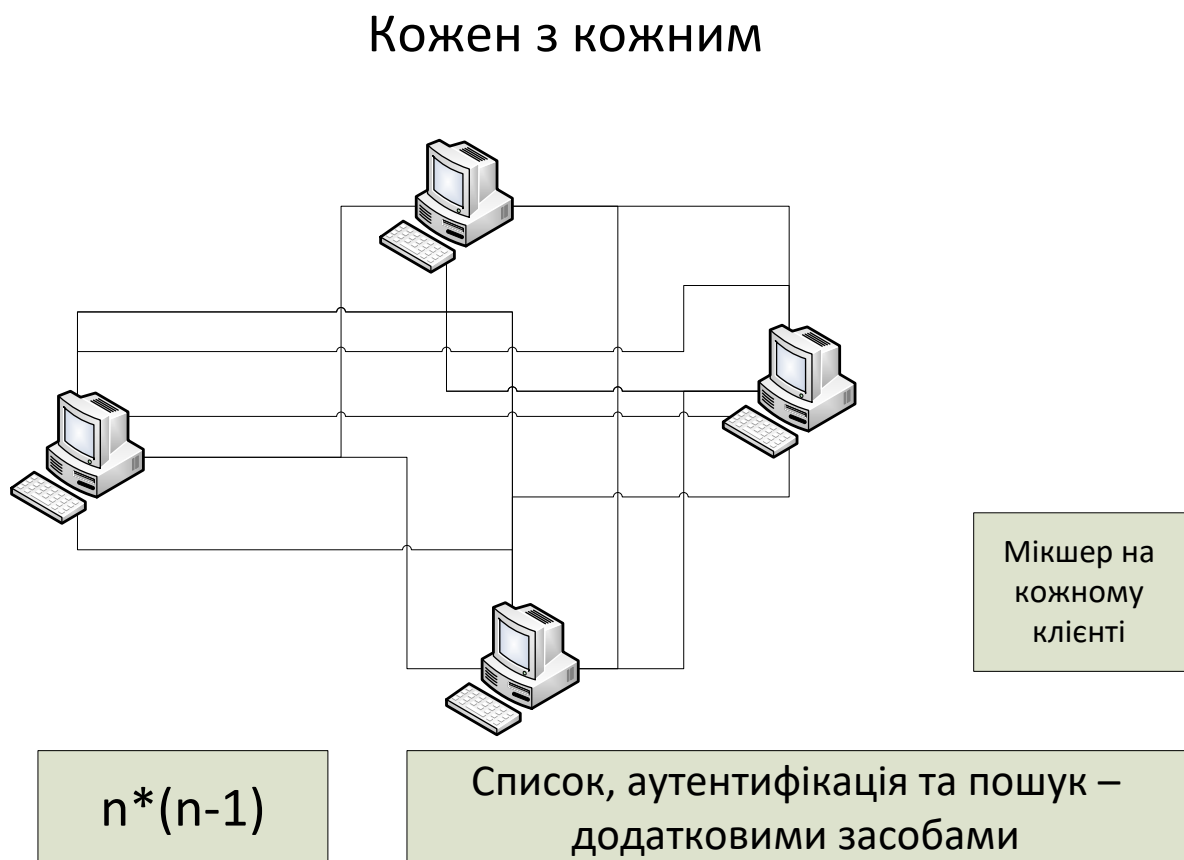 Кожен з кожним
Мікшер на
кожному
клієнті
n*(n-1)
Список, аутентифікація та пошук –
додатковими засобами